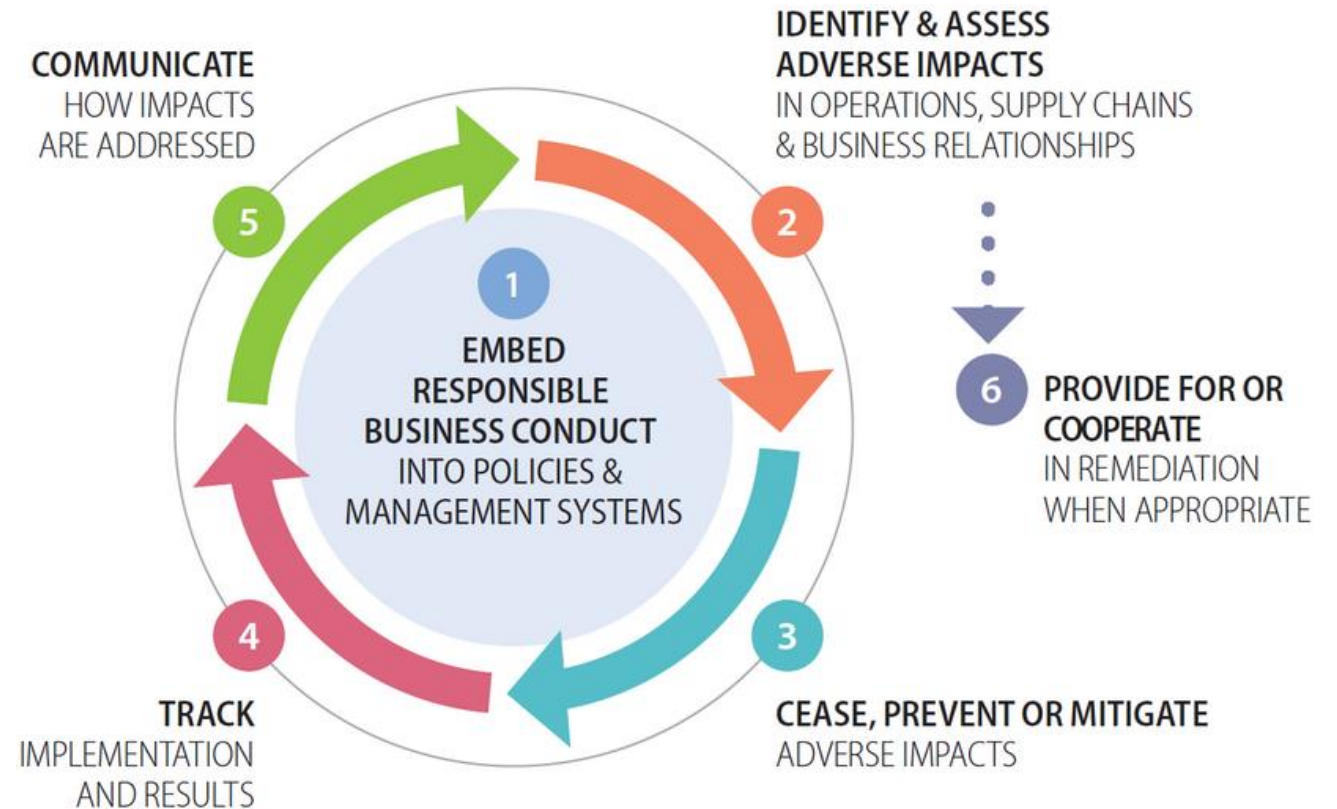 1
EMBED
RESPONSIBLE
BUSINESS CONDUCT
INTO POLICIES &
MANAGEMENT SYSTEMS
2
IDENTIFY & ASSESS
ADVERSE IMPACTS
IN OPERATIONS, SUPPLY CHAINS
& BUSINESS RELATIONSHIPS
3
CEASE, PREVENT OR MITIGATE
ADVERSE IMPACTS
4
TRACK
IMPLEMENTATION
AND RESULTS
5
COMMUNICATE
HOW IMPACTS
ARE ADDRESSED
6
PROVIDE FOR OR
COOPERATE
IN REMEDIATION
WHEN APPROPRIATE